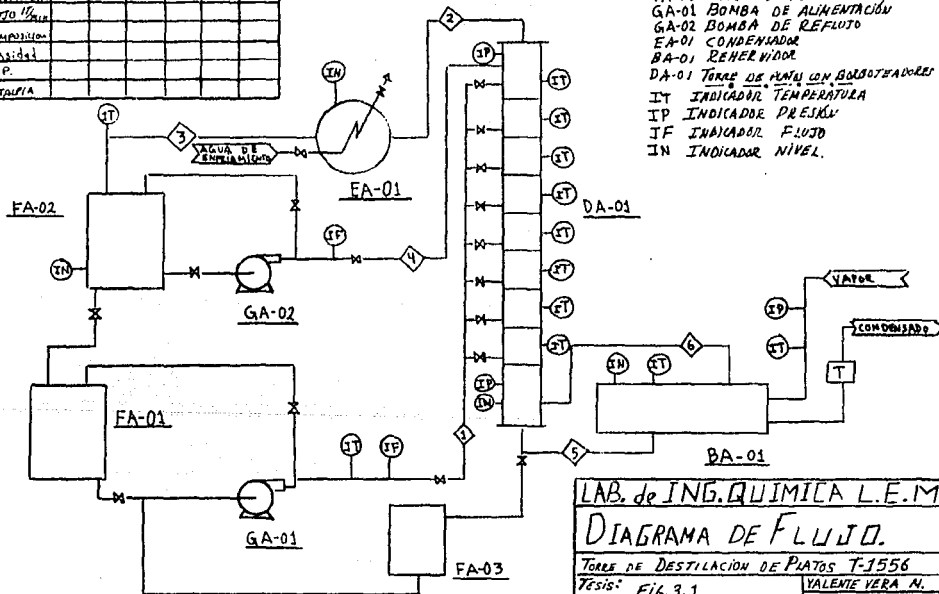 GA-01 BOMBA DE ALIMENTACIÓN
GA-02 BOMBA DE REFLUJO
EA-01 CONDENSADOR
BA-01 REHERVIDOR
DA-01 TORRE DE PLATOS CON BORBOTEADORES
IT INDICADOR TEMPERATURA
IP INDICADOR PRESIÓN
IF INDICADOR FLUJO
IN INDICADOR NIVEL.
P.
2
IP
IN
IT
IT
3
AGUA DE ENFRIAMIENTO
EA-01
IT
IT
FA-02
IT
DA-01
IF
IT
IN
4
GA-02
IT
IT
VAPOR
IP
CONDENSADO
IT
6
IT
T
IP
IN
IT
IN
FA-01
BA-01
1
IT
IF
5
GA-01
FA-03
LAB. de ING. QUIMICA L.E.M
DIAGRAMA DE FLUJO.
TORRE DE DESTILACION DE PLATOS T-1556
TESIS: FIG. 3.1
VALENTE VERA N.